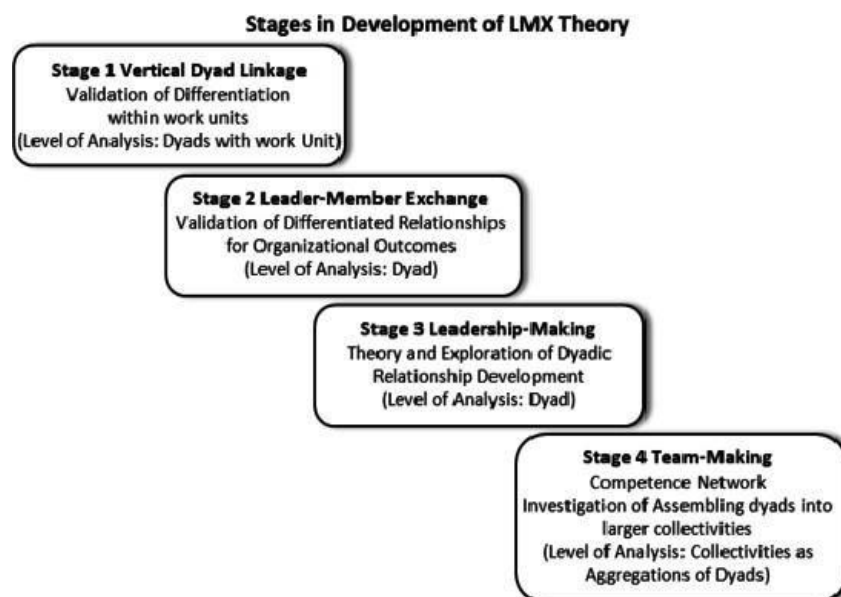 Stages in Development of LMX Theory
Stage 1 Vertical Dyad Linkage
Validation of Differentiation
within work units
(Level of Analysis: Dyads with work Unit)
Stage 2 Leader-Member Exchange
Validation of Differentiated Relationships
for Organizational Outcomes
(Level of Analysis: Dyad)
Stage 3 Leadership-Making
Theory and Exploration of Dyadic
Relationship Development
(Level of Analysis: Dyad)
Stage 4 Team-Making
Competence Network
Investigation of Assembling dyads into
larger collectivities
(Level of Analysis: Collectivities as
Aggregations of Dyads)